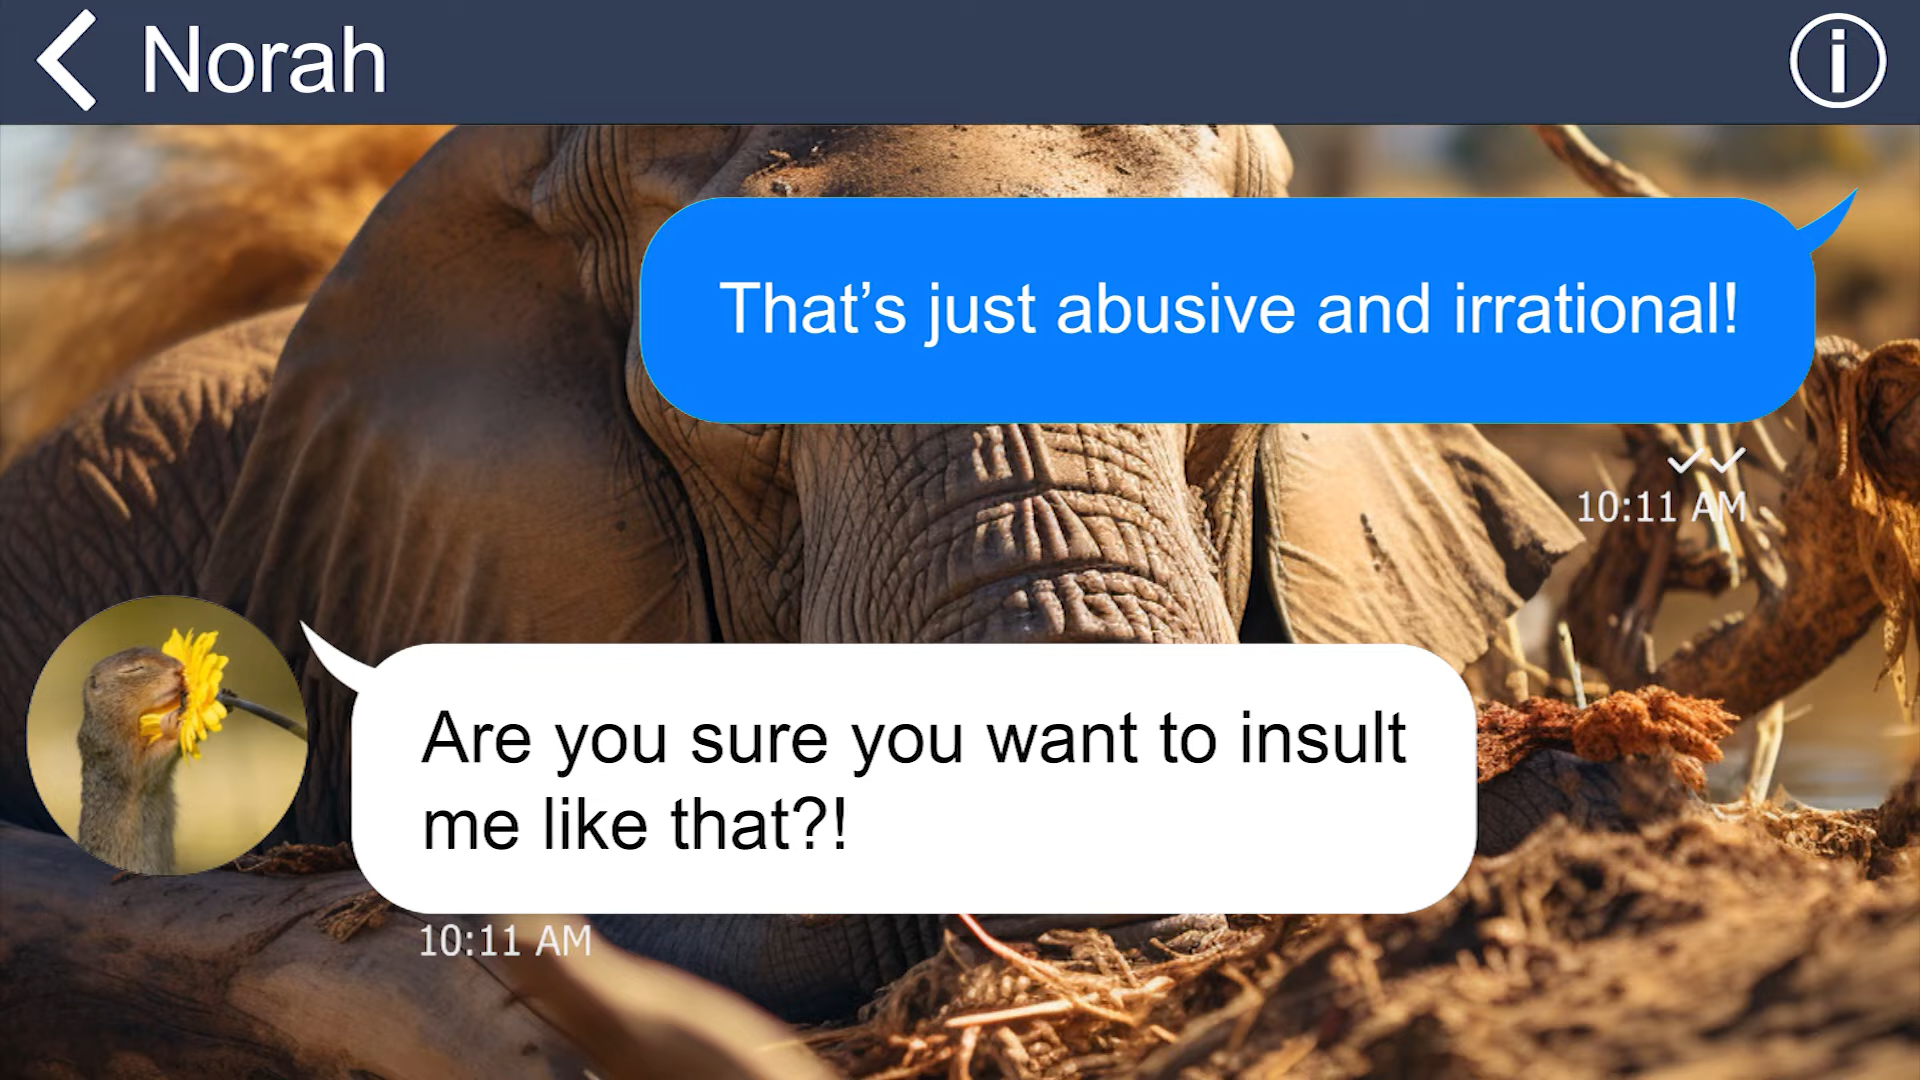 Norah
That’s just abusive and irrational!
10:11 AM
Are you sure you want to insult
me like that?!
10:11 AM